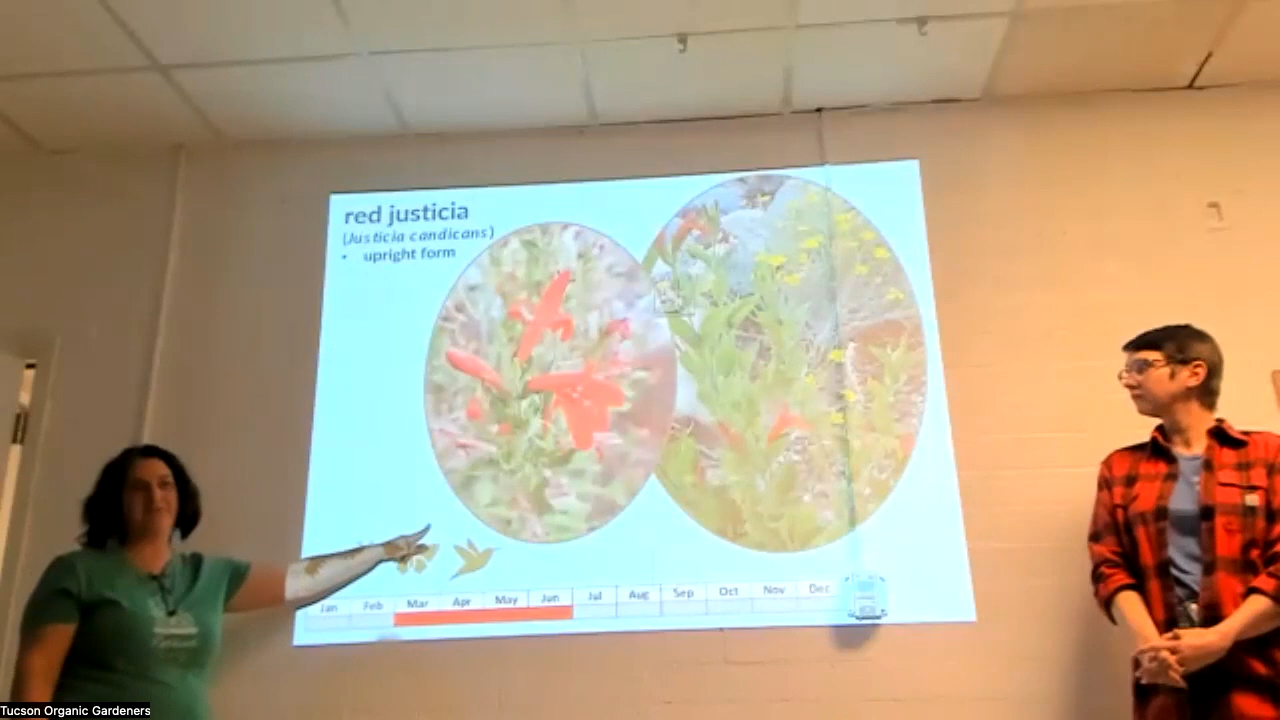 red justicia
(Justicia candicans)
• upright form
Jan Feb Mar Apr May Jun Jul Aug Sep Oct Nov Dec
Tucson Organic Gardeners